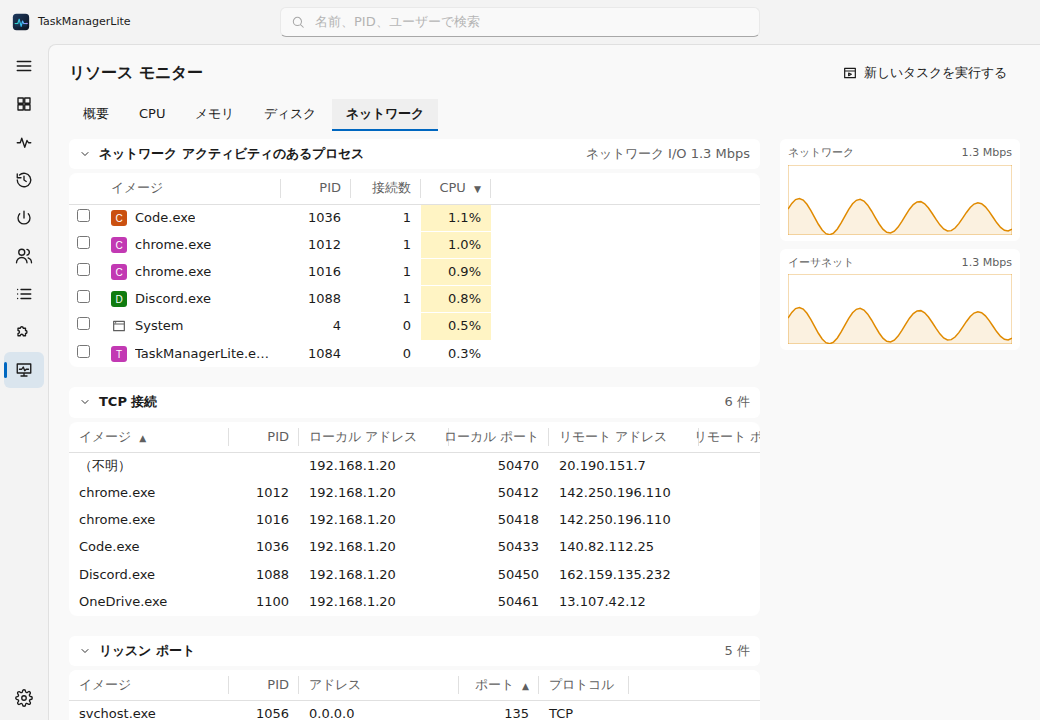 TaskManagerLite
名前、PID、ユーザーで検索
リソース モニター
新しいタスクを実行する
概要 CPU メモリ ディスク ネットワーク
ネットワーク アクティビティのあるプロセス ネットワーク I/O 1.3 Mbps
イメージ PID 接続数 CPU ▼
C Code.exe 1036 1 1.1%
C chrome.exe 1012 1 1.0%
C chrome.exe 1016 1 0.9%
D Discord.exe 1088 1 0.8%
System 4 0 0.5%
T TaskManagerLite.e… 1084 0 0.3%
TCP 接続 6 件
イメージ ▲ PID ローカル アドレス ローカル ポート リモート アドレス リモート ポ
（不明） 192.168.1.20 50470 20.190.151.7
chrome.exe 1012 192.168.1.20 50412 142.250.196.110
chrome.exe 1016 192.168.1.20 50418 142.250.196.110
Code.exe 1036 192.168.1.20 50433 140.82.112.25
Discord.exe 1088 192.168.1.20 50450 162.159.135.232
OneDrive.exe 1100 192.168.1.20 50461 13.107.42.12
リッスン ポート 5 件
イメージ PID アドレス ポート ▲ プロトコル
svchost.exe 1056 0.0.0.0 135 TCP
ネットワーク 1.3 Mbps
イーサネット 1.3 Mbps